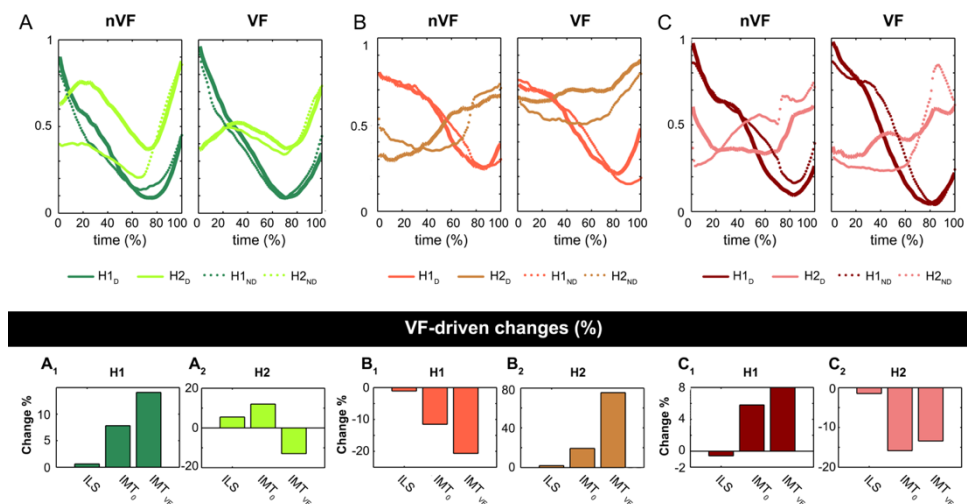 A nVF VF B nVF VF C nVF VF
1 1 1
0.5 0.5 0.5
0 0 0
0 20 40 60 80 100 0 20 40 60 80 100 0 20 40 60 80 100 0 20 40 60 80 100 0 20 40 60 80 100 0 20 40 60 80 100
time (%) time (%) time (%) time (%) time (%) time (%)
H1D H2D H1ND H2ND H1D H2D H1ND H2ND H1D H2D H1ND H2ND
VF-driven changes (%)
A1 H1 A2 H2 B1 H1 B2 H2 C1 H1 C2 H2
Change %
10
5
0
ILS IMT0 IMTVF
20
0
-20
ILS IMT0 IMTVF
Change %
0
-10
-20
ILS IMT0 IMTVF
80
40
0
ILS IMT0 IMTVF
Change %
8
4
0
-2
ILS IMT0 IMTVF
0
-10
-20
ILS IMT0 IMTVF